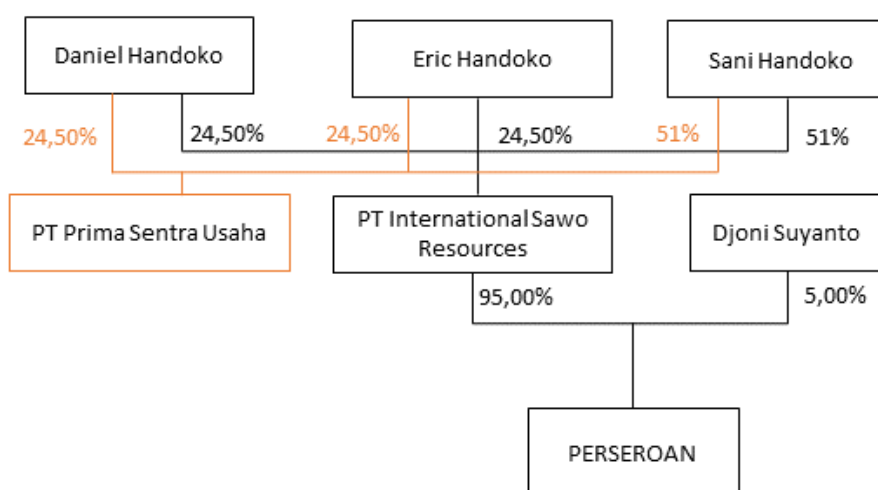 Daniel Handoko
Eric Handoko
Sani Handoko
24,50%
24,50%
24,50%
24,50%
51%
51%
PT Prima Sentra Usaha
PT International Sawo
Resources
Djoni Suyanto
95,00%
5,00%
PERSEROAN